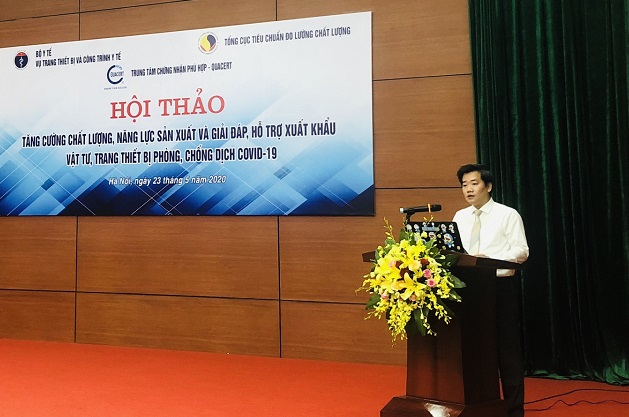 BỘ Y TẾ
VỤ TRANG THIẾT BỊ VÀ CÔNG TRÌNH Y TẾ
TỔNG CỤC TIÊU CHUẨN ĐO LƯỜNG CHẤT LƯỢNG
QUACERT
TRUNG TÂM CHỨNG NHẬN PHÙ HỢP - QUACERT
HỘI THẢO
TĂNG CƯỜNG CHẤT LƯỢNG, NĂNG LỰC SẢN XUẤT VÀ GIẢI ĐÁP, HỖ TRỢ XUẤT KHẨU
VẬT TƯ, TRANG THIẾT BỊ PHÒNG, CHỐNG DỊCH COVID-19
Hà Nội, ngày 23 tháng 5 năm 2020